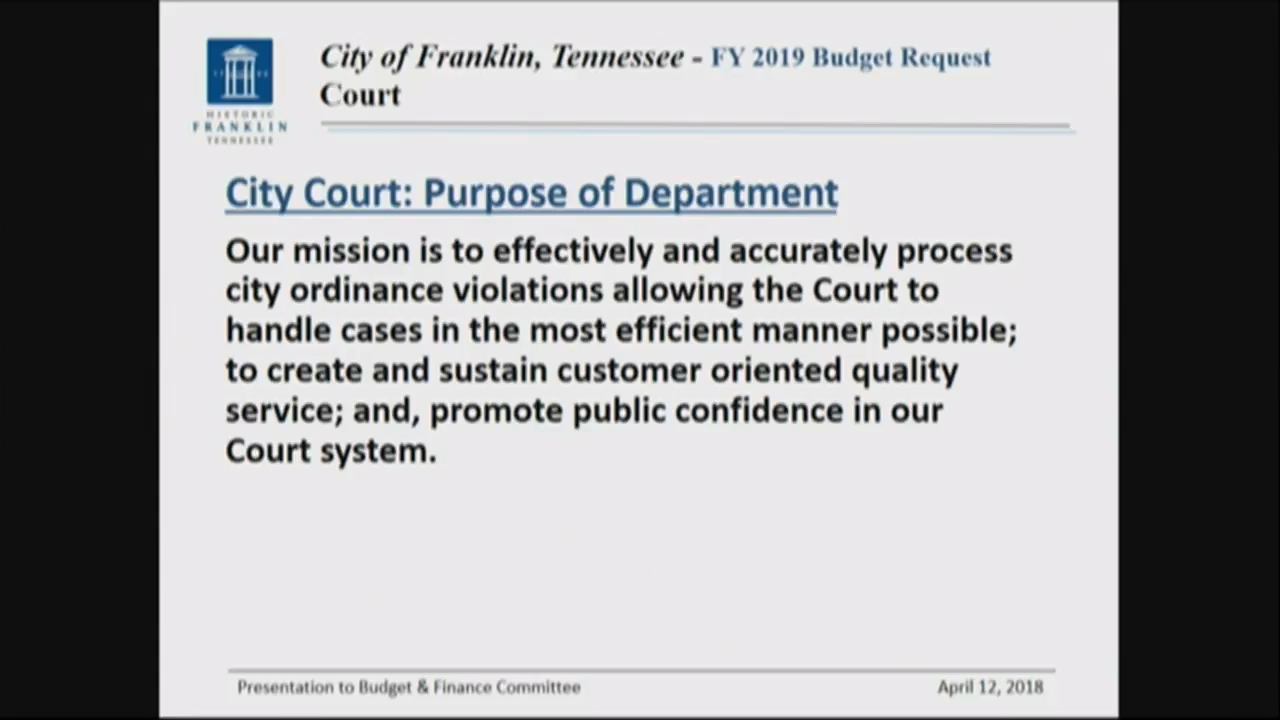 City of Franklin, Tennessee - FY 2019 Budget Request
Court
HISTORIC
FRANKLIN
TENNESSEE
City Court: Purpose of Department
Our mission is to effectively and accurately process
city ordinance violations allowing the Court to
handle cases in the most efficient manner possible;
to create and sustain customer oriented quality
service; and, promote public confidence in our
Court system.
Presentation to Budget & Finance Committee
April 12, 2018